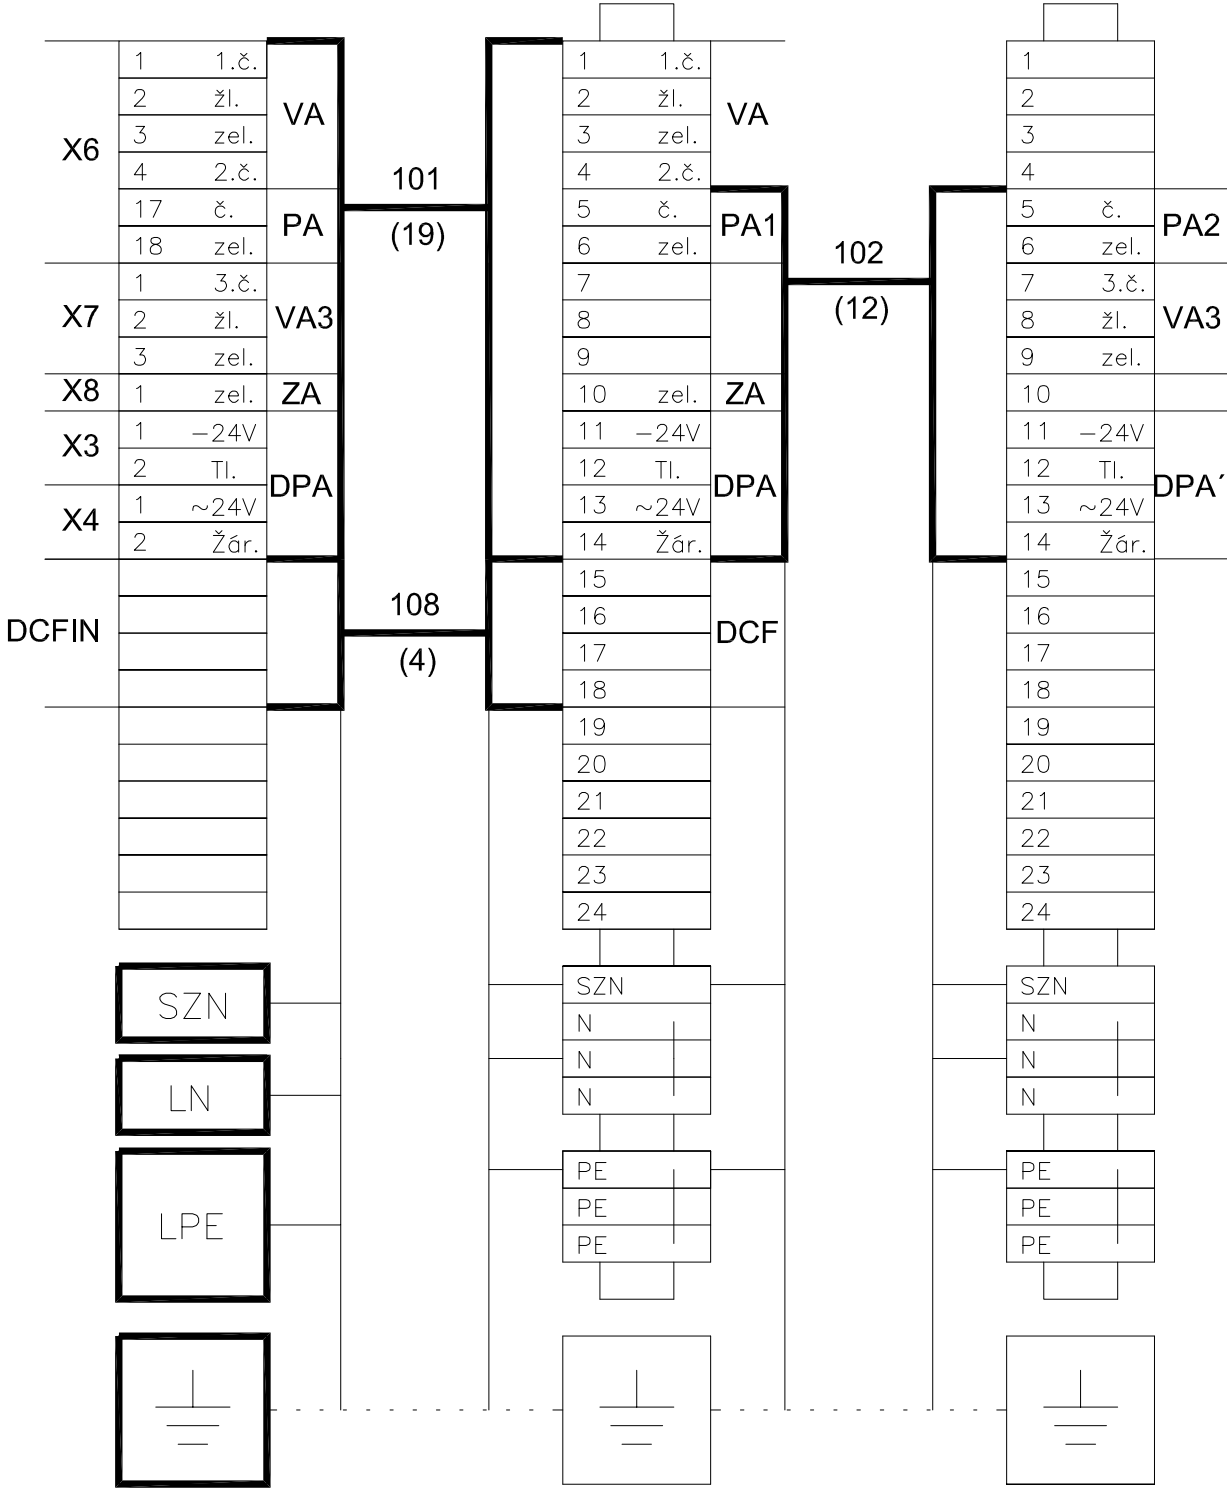 X6
1 1.č.
2 žl.
3 zel.
4 2.č.
VA
17 č.
18 zel.
PA
X7
1 3.č.
2 žl.
3 zel.
VA3
X8
1 zel.
ZA
X3
1 −24V
2 Tl.
X4
1 ~24V
2 Žár.
DPA
DCFIN
101
(19)
108
(4)
1 1.č.
2 žl.
3 zel.
4 2.č.
VA
5 č.
6 zel.
PA1
7
8
9
10 zel.
ZA
11 −24V
12 Tl.
13 ~24V
14 Žár.
DPA
15
16
17
18
DCF
19
20
21
22
23
24
102
(12)
1
2
3
4
5 č.
6 zel.
PA2
7 3.č.
8 žl.
9 zel.
VA3
10
11 −24V
12 Tl.
13 ~24V
14 Žár.
DPA´
15
16
17
18
19
20
21
22
23
24
SZN
LN
LPE
SZN
N
N
N
PE
PE
PE
SZN
N
N
N
PE
PE
PE